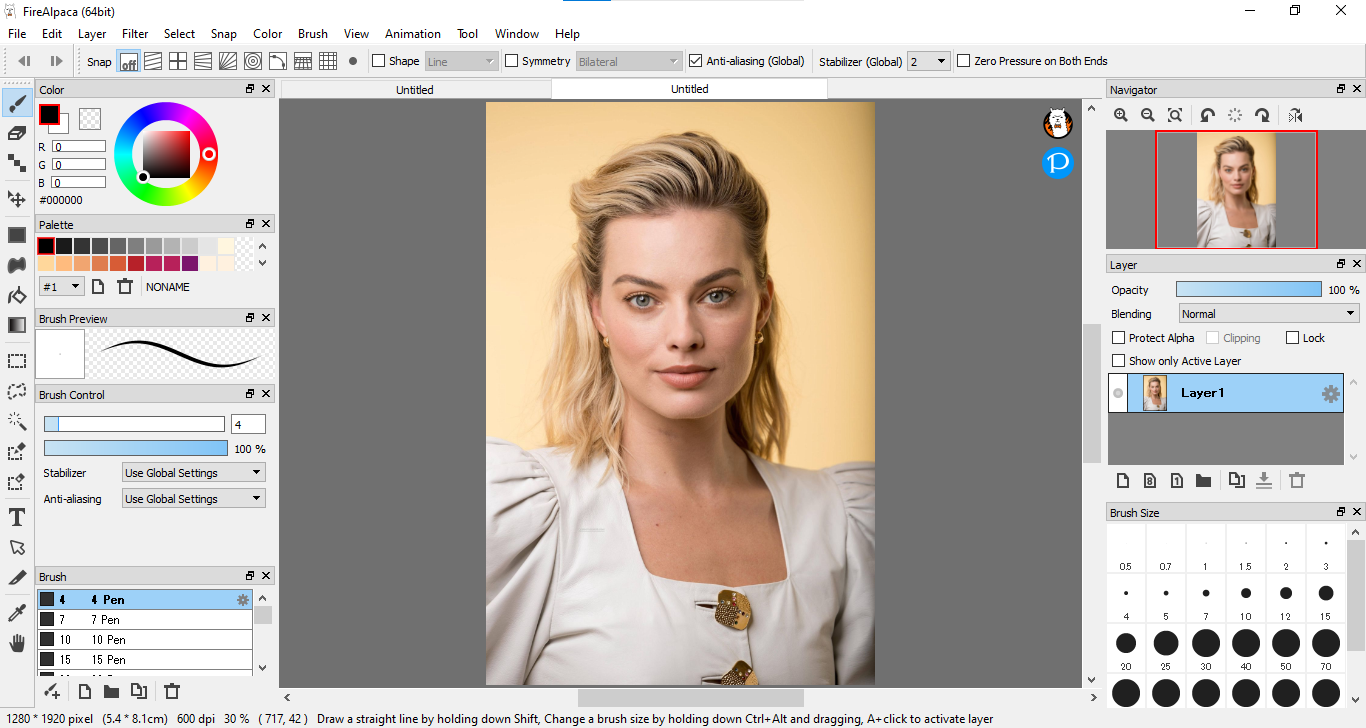 FireAlpaca (64bit)
File Edit Layer Filter Select Snap Color Brush View Animation Tool Window Help
Snap off Shape Line Symmetry Bilateral Anti-aliasing (Global) Stabilizer (Global) 2 Zero Pressure on Both Ends
Color
R 0
G 0
B 0
#000000
Palette
#1 NONAME
Brush Preview
Brush Control
4
100 %
Stabilizer Use Global Settings
Anti-aliasing Use Global Settings
Brush
4 4 Pen
7 7 Pen
10 10 Pen
15 15 Pen
Untitled Untitled
P
Navigator
Layer
Opacity 100 %
Blending Normal
Protect Alpha Clipping Lock
Show only Active Layer
Layer1
8 1
Brush Size
0.5 0.7 1 1.5 2 3
4 5 7 10 12 15
20 25 30 40 50 70
T
1280 * 1920 pixel (5.4 * 8.1cm) 600 dpi 30 % ( 717, 42 ) Draw a straight line by holding down Shift, Change a brush size by holding down Ctrl+Alt and dragging, A+click to activate layer